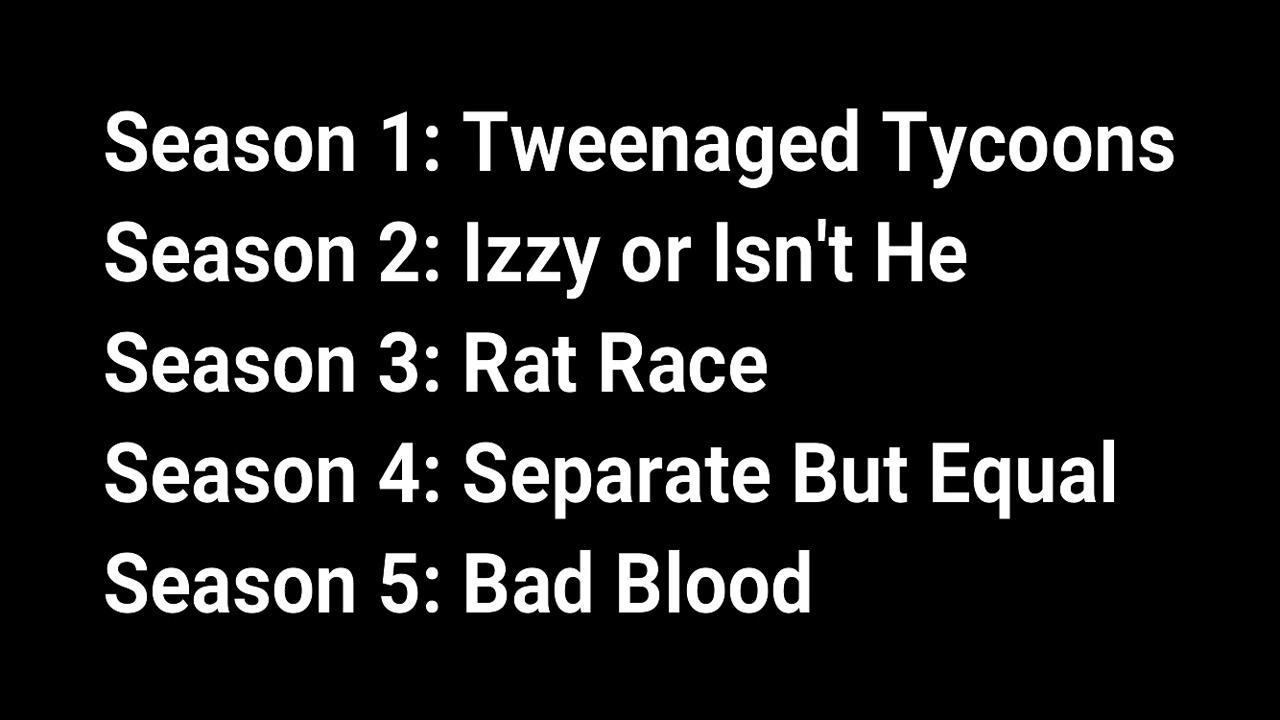 Season 1: Tweenaged Tycoons
Season 2: Izzy or Isn't He
Season 3: Rat Race
Season 4: Separate But Equal
Season 5: Bad Blood